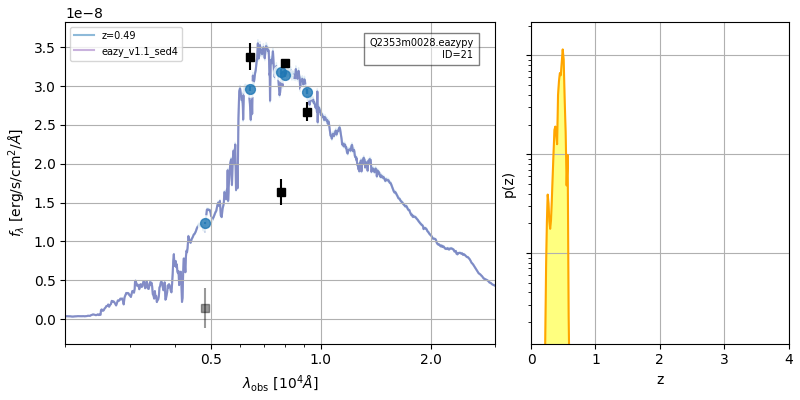 1e−8
z=0.49
eazy_v1.1_sed4
Q2353m0028.eazypy
ID=21
3.5
3.0
2.5
2.0
1.5
1.0
0.5
0.0
f_λ [erg/s/cm²/Å]
0.5
1.0
2.0
λ_obs [10⁴Å]
p(z)
0
1
2
3
4
z